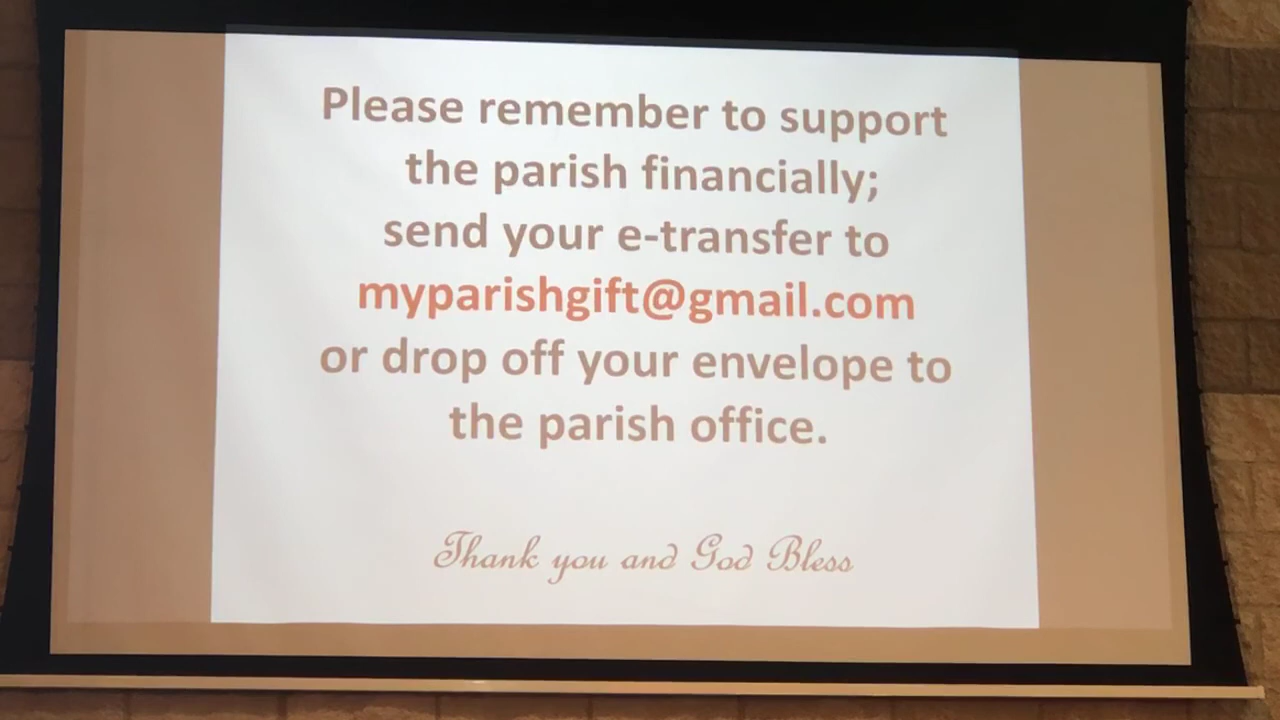 Please remember to support
the parish financially;
send your e-transfer to
myparishgift@gmail.com
or drop off your envelope to
the parish office.
Thank you and God Bless